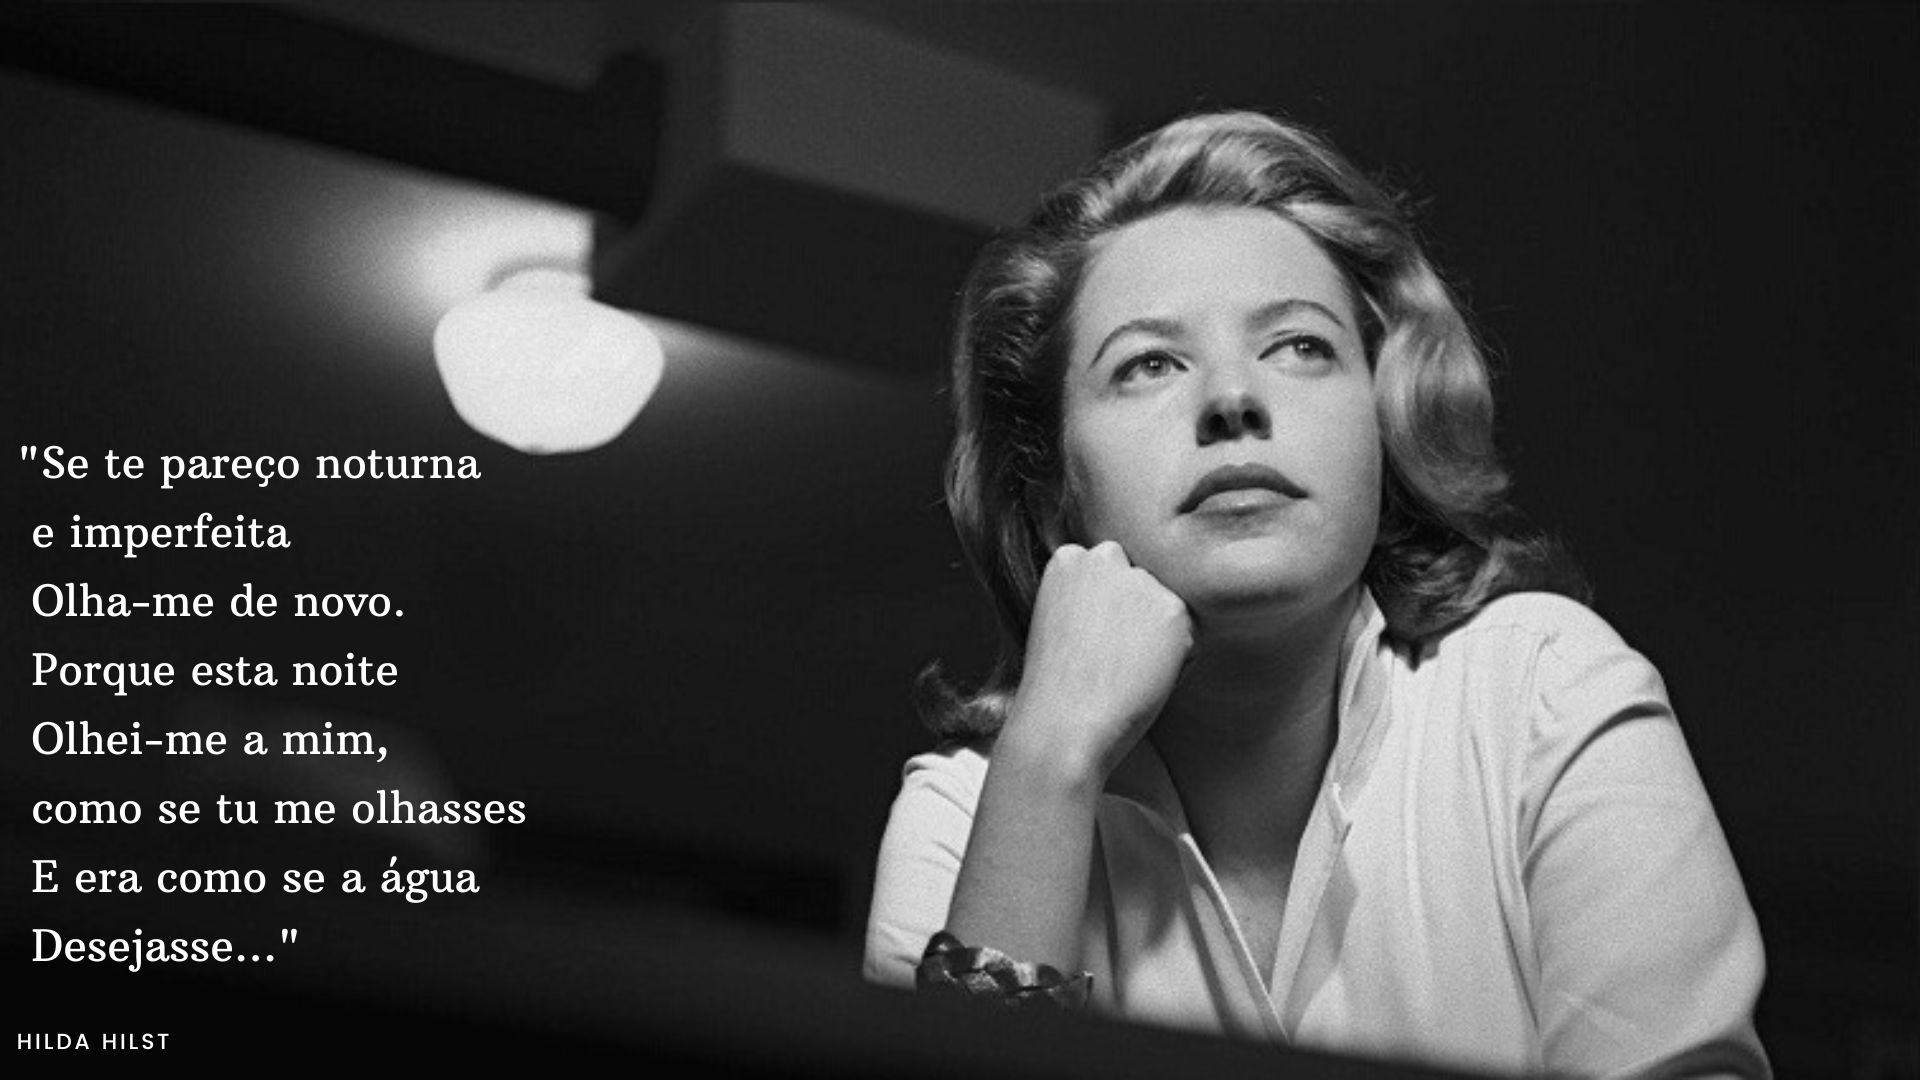 "Se te pareço noturna
e imperfeita
Olha-me de novo.
Porque esta noite
Olhei-me a mim,
como se tu me olhasses
E era como se a água
Desejasse..."
HILDA HILST